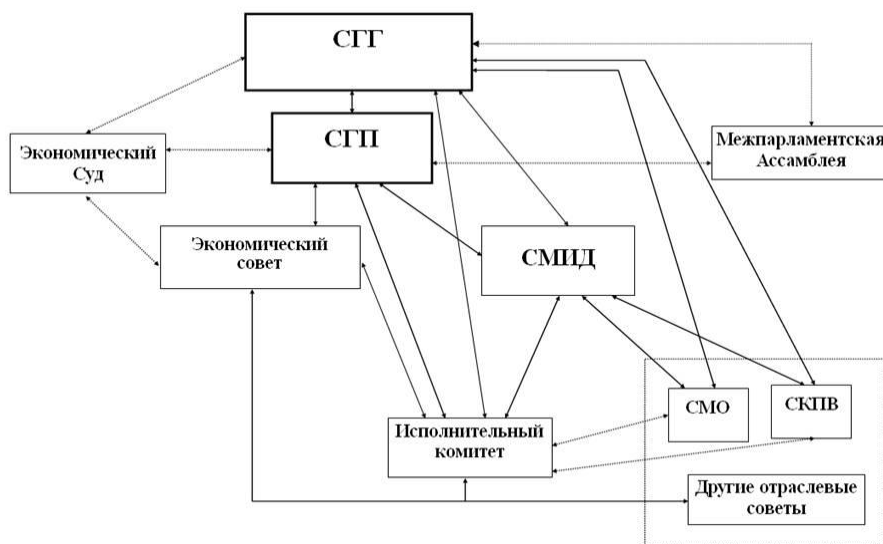 СГГ
СГП
Экономический
Суд
Межпарламентская
Ассамблея
Экономический
совет
СМИД
СМО
СКПВ
Исполнительный
комитет
Другие отраслевые
советы